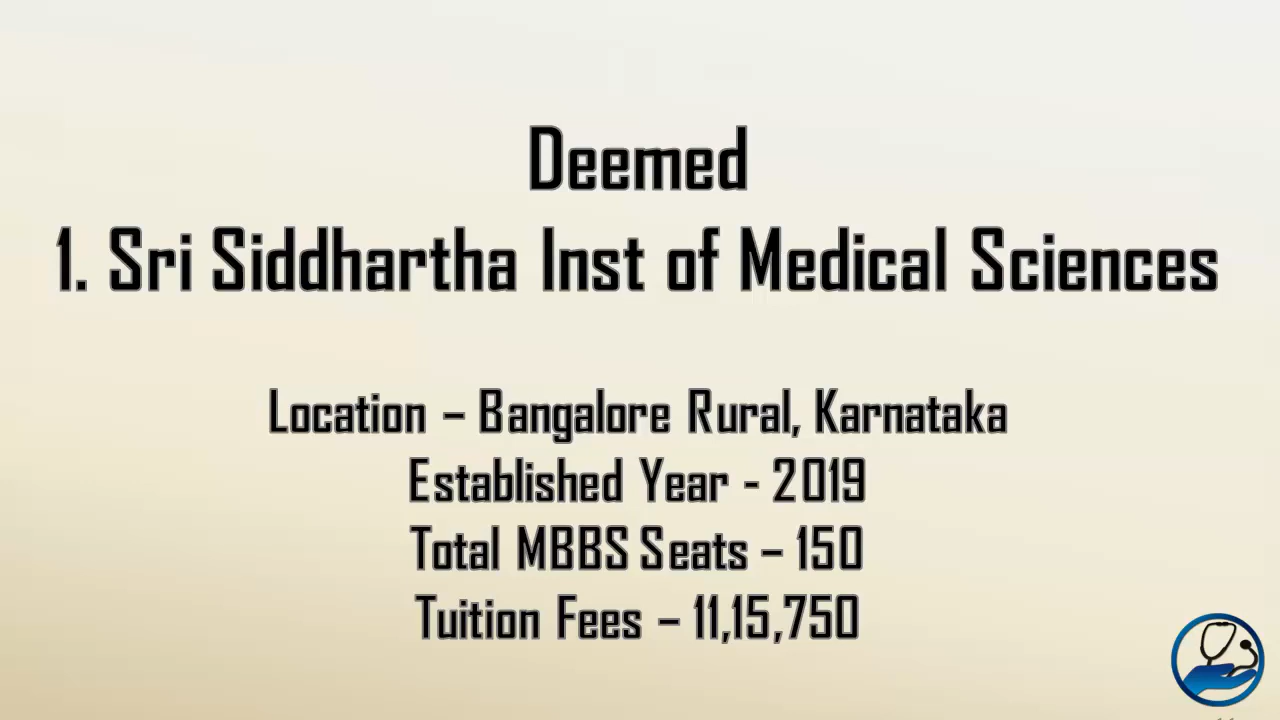 Deemed
1. Sri Siddhartha Inst of Medical Sciences
Location – Bangalore Rural, Karnataka
Established Year - 2019
Total MBBS Seats – 150
Tuition Fees – 11,15,750